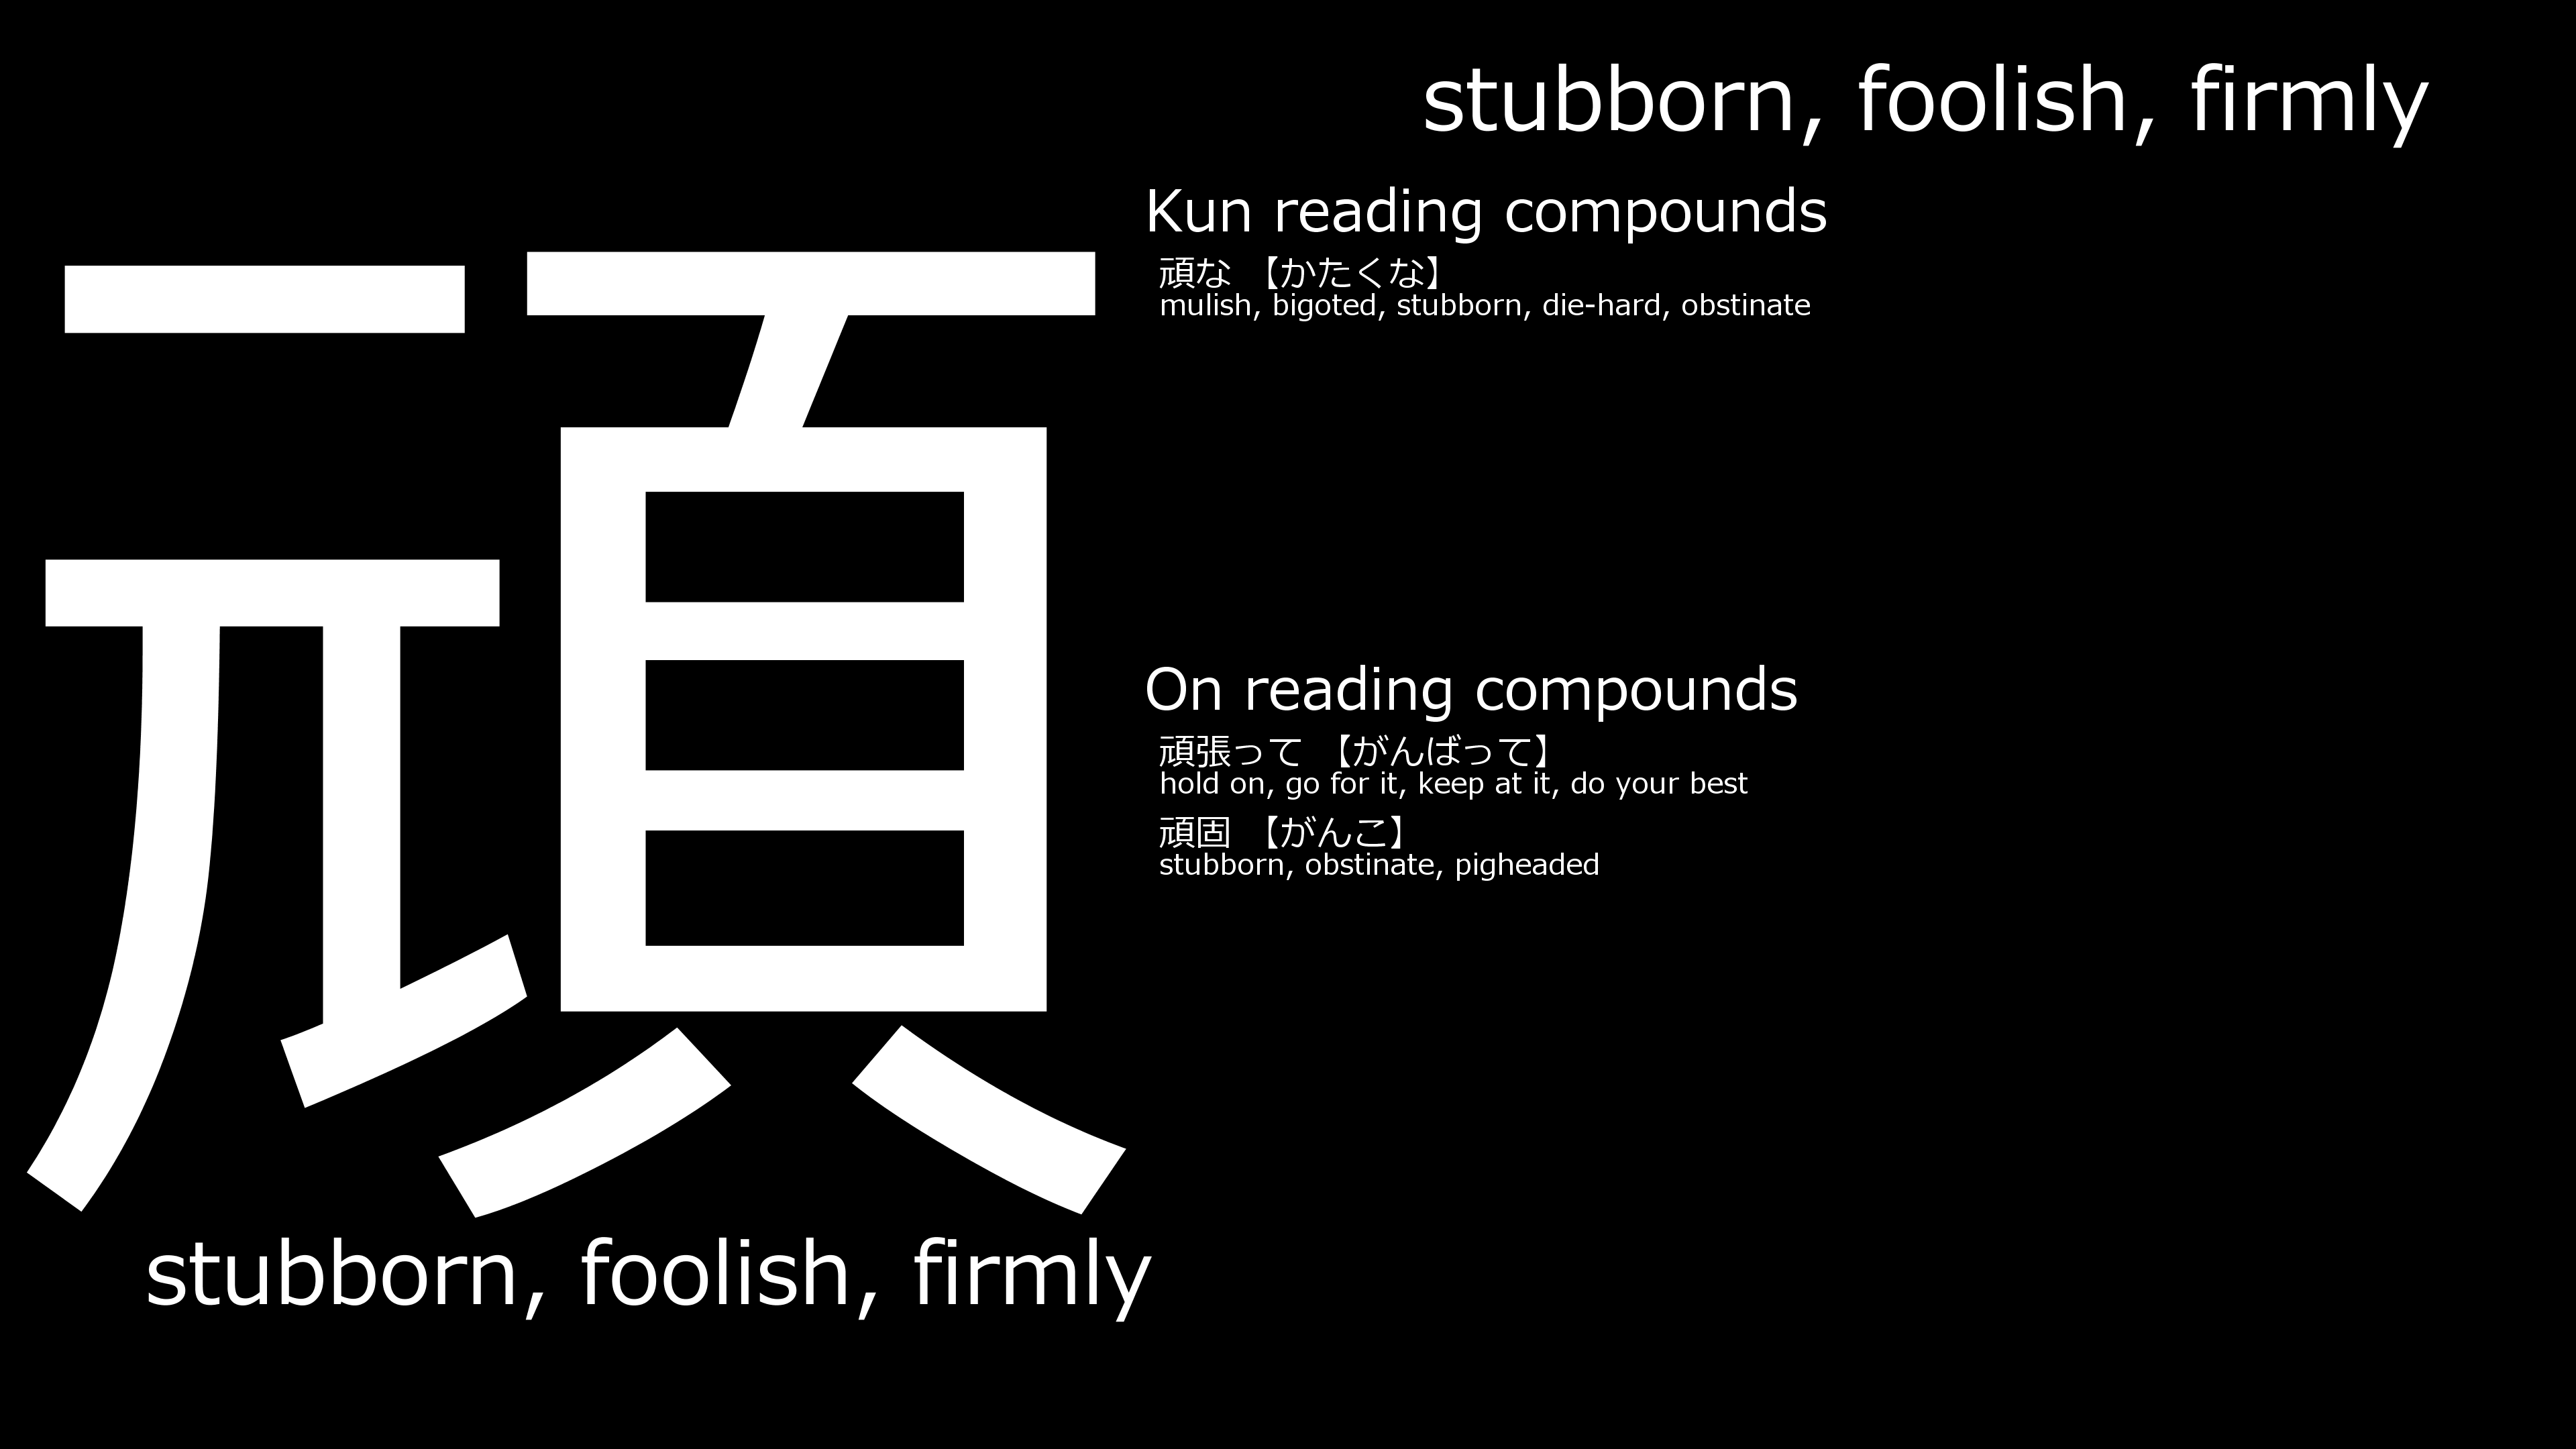 頑
stubborn, foolish, firmly
stubborn, foolish, firmly
Kun reading compounds
頑な 【かたくな】
mulish, bigoted, stubborn, die-hard, obstinate
On reading compounds
頑張って 【がんばって】
hold on, go for it, keep at it, do your best
頑固 【がんこ】
stubborn, obstinate, pigheaded